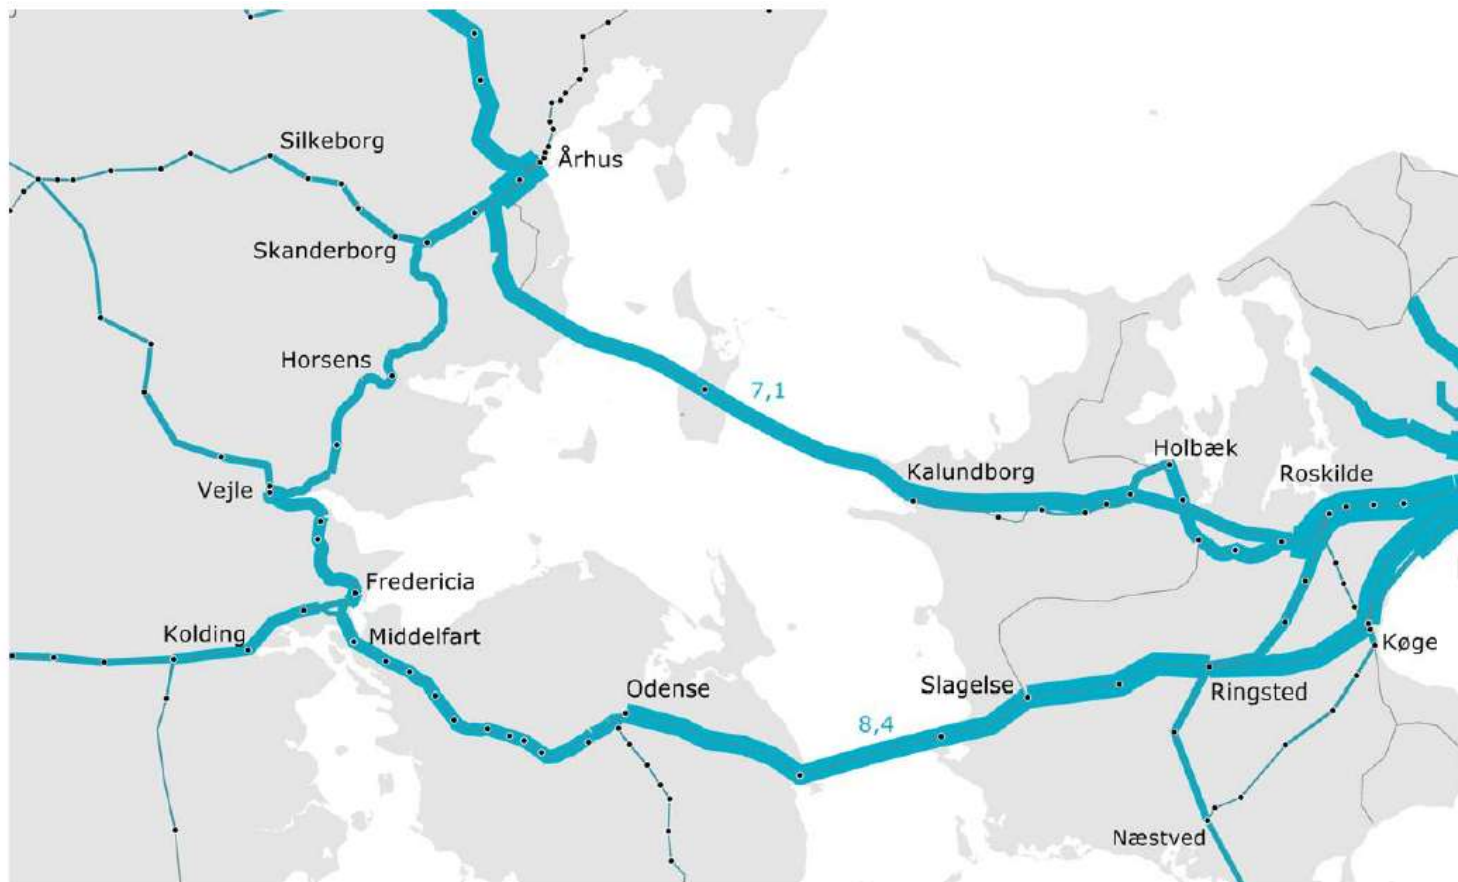 Silkeborg
Århus
Skanderborg
Horsens
7,1
Holbæk
Kalundborg
Roskilde
Vejle
Fredericia
Kolding
Middelfart
Køge
Odense
Slagelse
Ringsted
8,4
Næstved